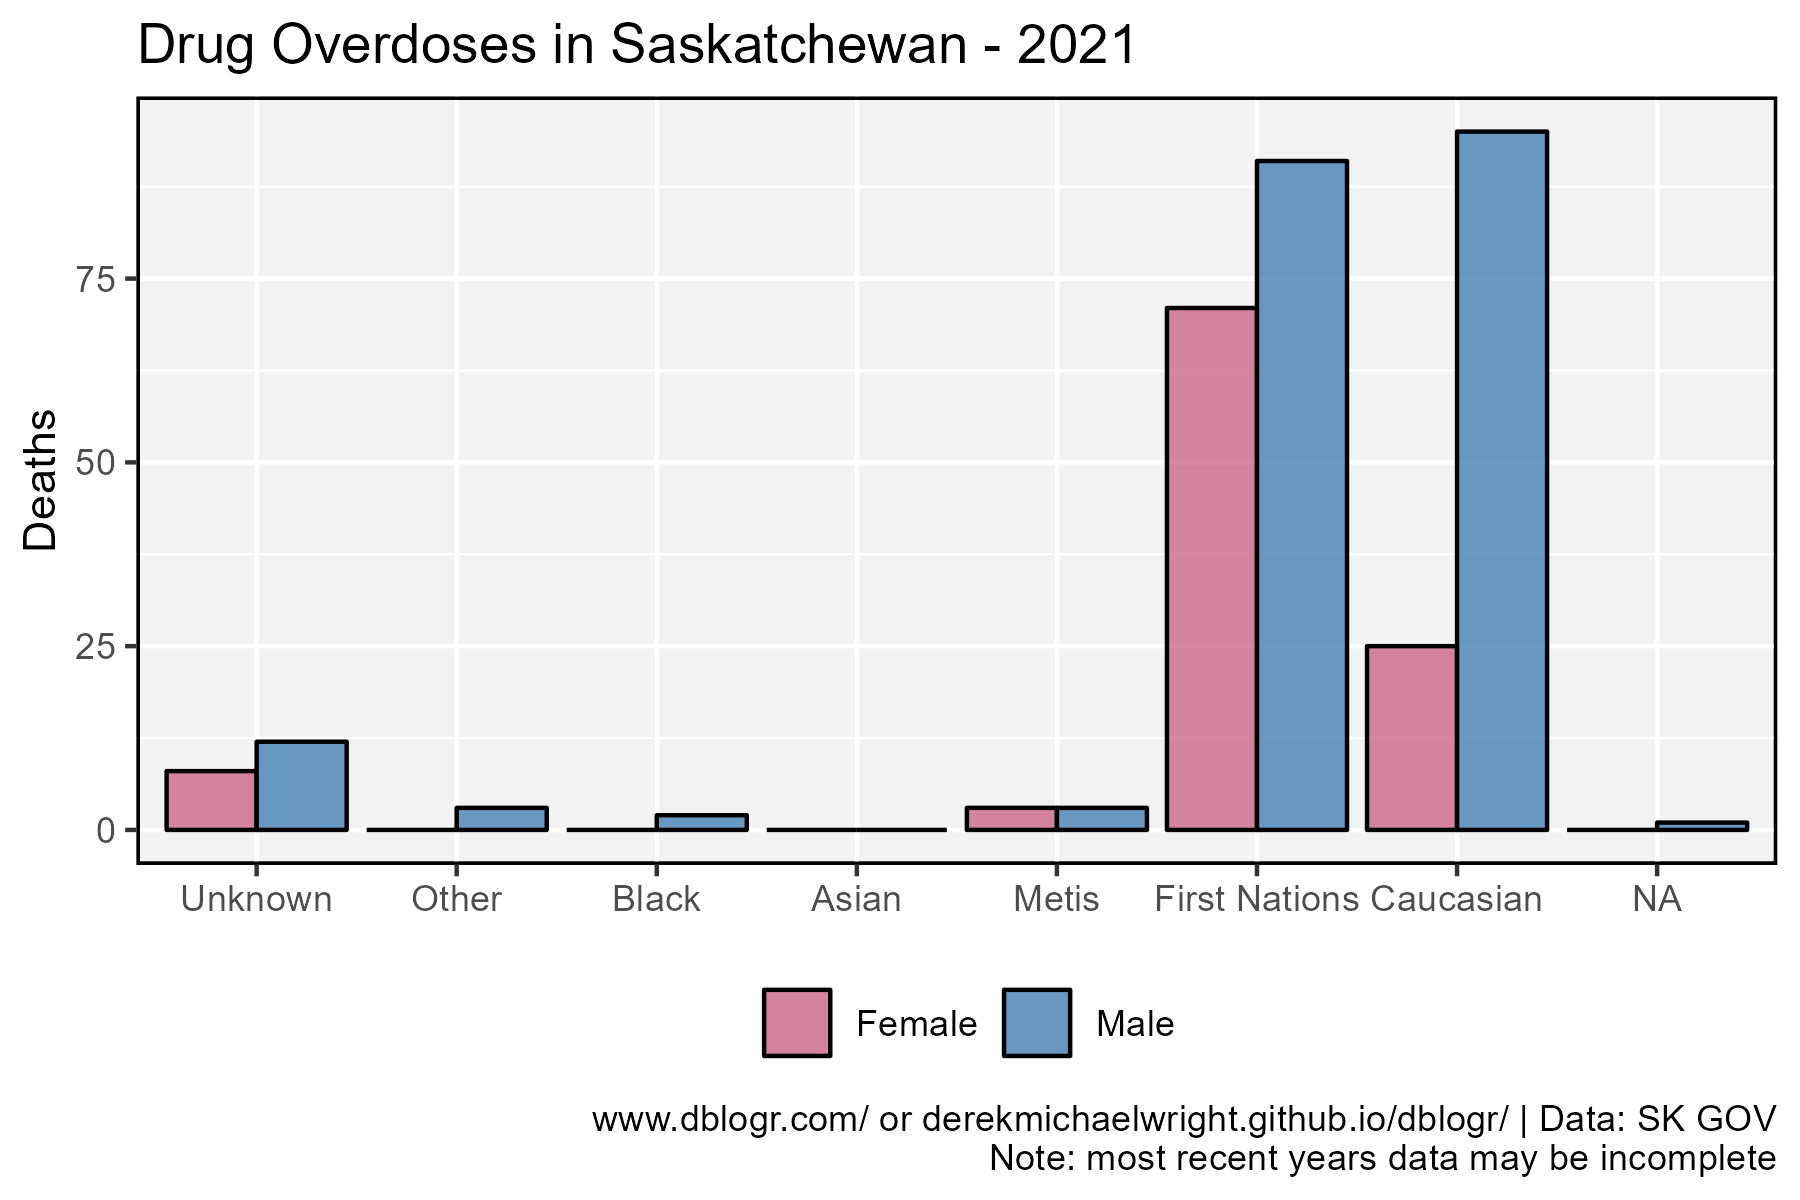 Drug Overdoses in Saskatchewan - 2021
Deaths
75
50
25
0
Unknown Other Black Asian Metis First Nations Caucasian NA
Female Male
www.dblogr.com/ or derekmichaelwright.github.io/dblogr/ | Data: SK GOV
Note: most recent years data may be incomplete